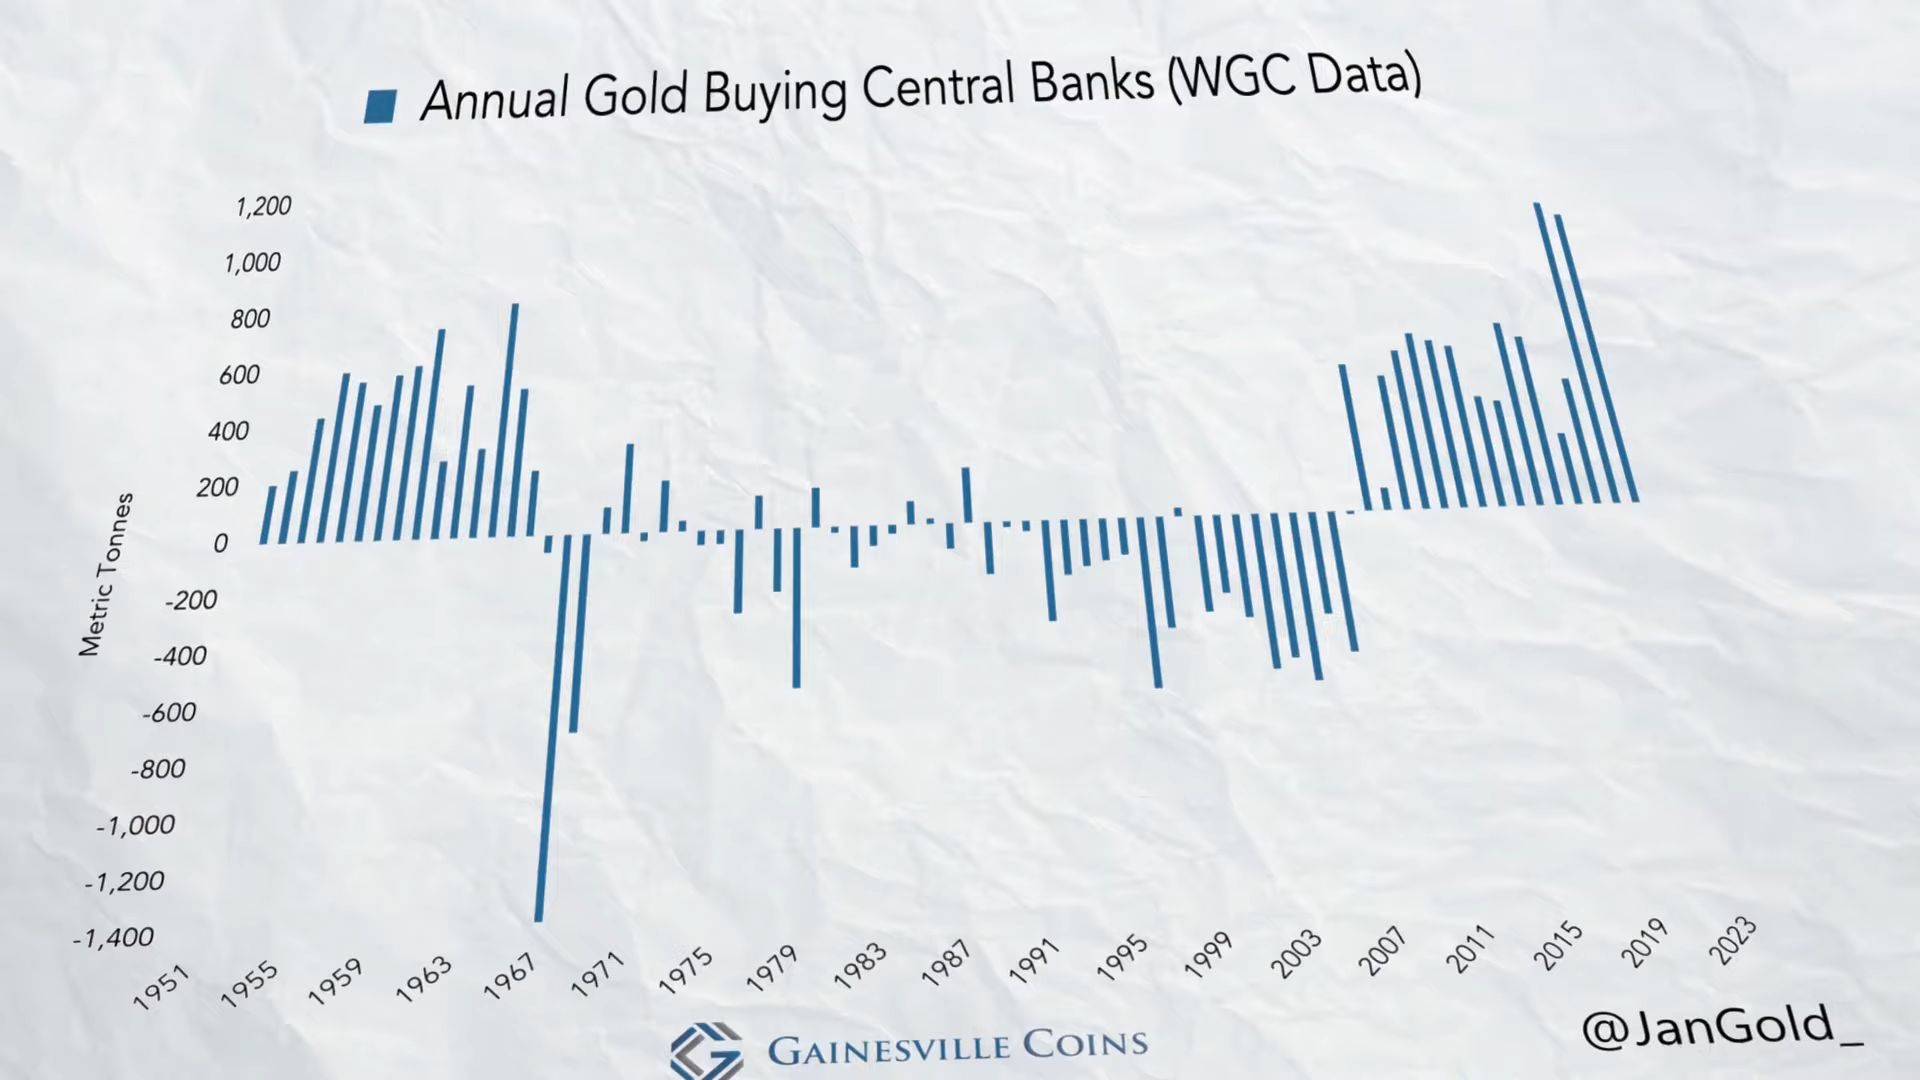 Annual Gold Buying Central Banks (WGC Data)
Metric Tonnes
1,200
1,000
800
600
400
200
0
-200
-400
-600
-800
-1,000
-1,200
-1,400
1951 1955 1959 1963 1967 1971 1975 1979 1983 1987 1991 1995 1999 2003 2007 2011 2015 2019 2023
@JanGold_
GAINESVILLE COINS